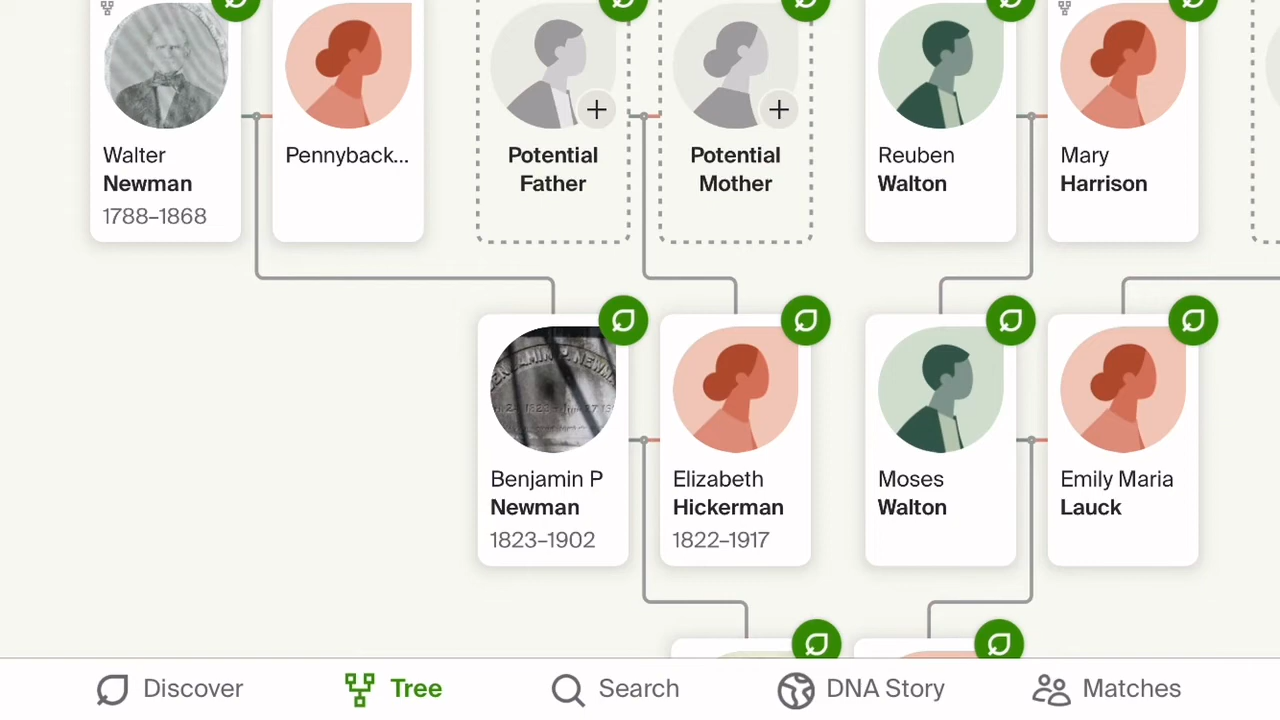 Walter
Newman
1788–1868
Pennyback...
Potential
Father
Potential
Mother
Reuben
Walton
Mary
Harrison
Benjamin P
Newman
1823–1902
Elizabeth
Hickerman
1822–1917
Moses
Walton
Emily Maria
Lauck
Discover
Tree
Search
DNA Story
Matches